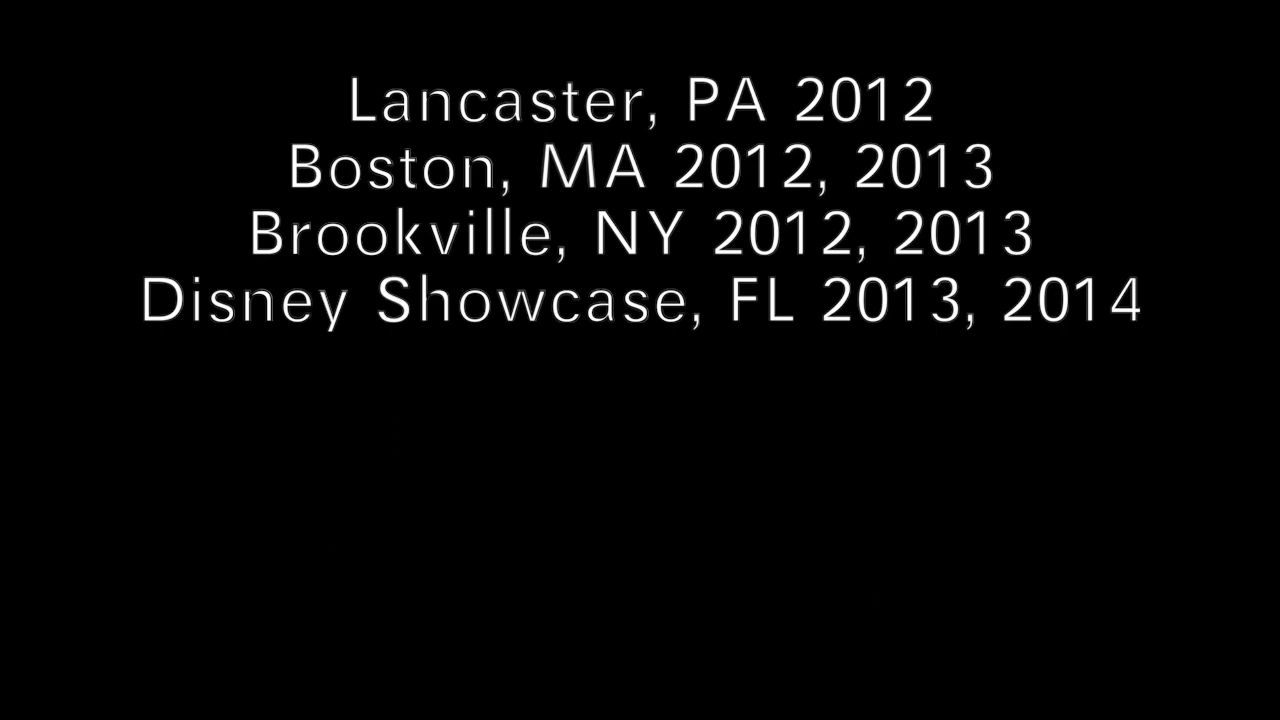 Lancaster, PA 2012
Boston, MA 2012, 2013
Brookville, NY 2012, 2013
Disney Showcase, FL 2013, 2014